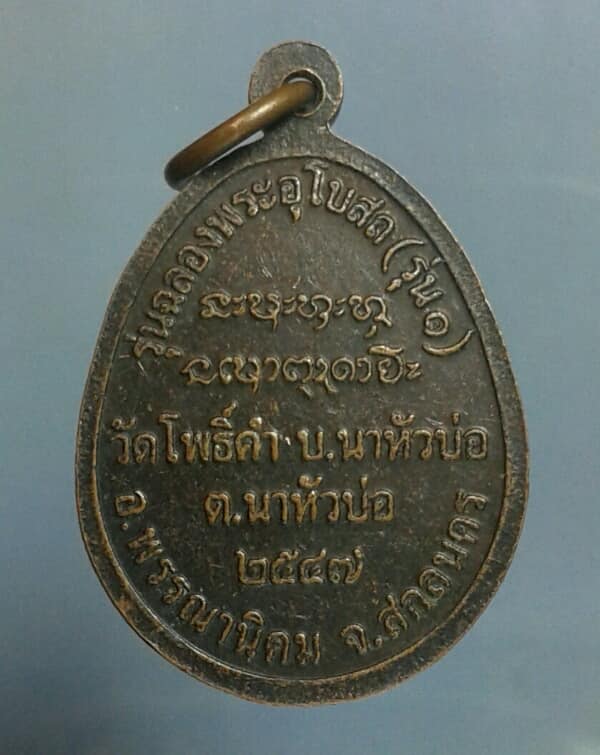 รุ่นฉลองพระอุโบสถ (รุ่น ๑)
วัดโพธิ์คำ บ.นาหัวบ่อ
ต.นาหัวบ่อ
๒๕๔๗
อ.พรรณานิคม จ.สกลนคร